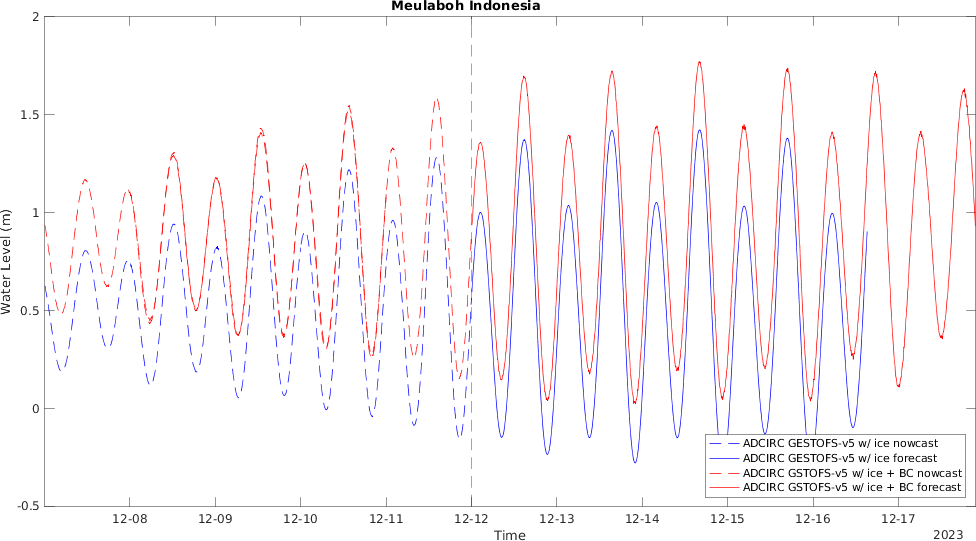 Meulaboh Indonesia
2
1.5
1
0.5
0
-0.5
Water Level (m)
ADCIRC GESTOFS-v5 w/ ice nowcast
ADCIRC GESTOFS-v5 w/ ice forecast
ADCIRC GSTOFS-v5 w/ ice + BC nowcast
ADCIRC GSTOFS-v5 w/ ice + BC forecast
12-08 12-09 12-10 12-11 12-12 12-13 12-14 12-15 12-16 12-17
Time
2023